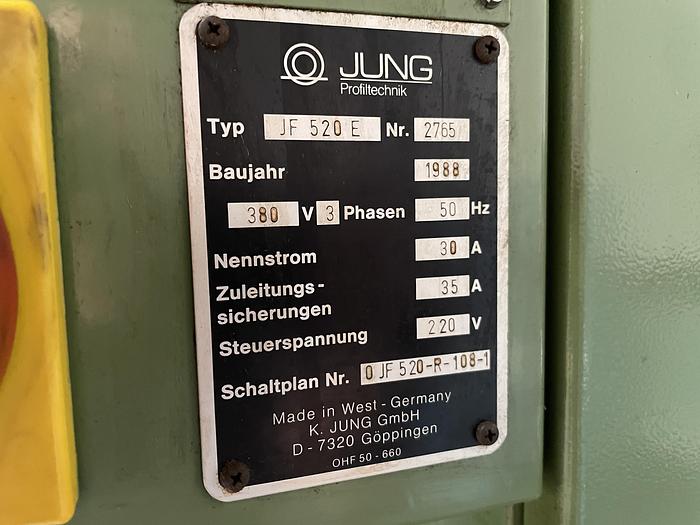 JUNG
Profiltechnik
Typ JF 520 E Nr. 2765
Baujahr 1988
380 V 3 Phasen 50 Hz
Nennstrom 30 A
Zuleitungs-
sicherungen 35 A
Steuerspannung 220 V
Schaltplan Nr. 0 JF 520-R-108-1
Made in West - Germany
K. JUNG GmbH
D - 7320 Göppingen
OHF 50 - 660